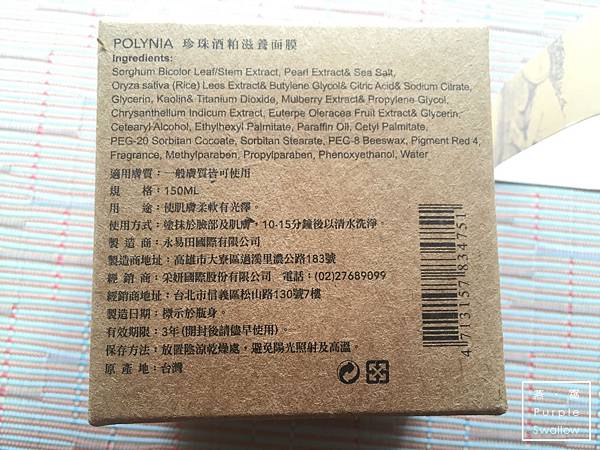 POLYNIA 珍珠酒粕滋養面膜
Ingredients:
Sorghum Bicolor Leaf/Stem Extract, Pearl Extract& Sea Salt,
Oryza sativa (Rice) Lees Extract& Butylene Glycol& Citric Acid& Sodium Citrate,
Glycerin, Kaolin& Titanium Dioxide, Mulberry Extract& Propylene Glycol,
Chrysanthellum Indicum Extract, Euterpe Oleracea Fruit Extract& Glycerin,
Cetearyl Alcohol, Ethylhexyl Palmitate, Paraffin Oil, Cetyl Palmitate,
PEG-20 Sorbitan Cocoate, Sorbitan Stearate, PEG-8 Beeswax, Pigment Red 4,
Fragrance, Methylparaben, Propylparaben, Phenoxyethanol, Water
適用膚質：一般膚質皆可使用
規　　格：150ML
用　　途：使肌膚柔軟有光澤。
使用方式：塗抹於臉部及肌膚，10-15分鐘後以清水洗淨。
製 造 商：永易田國際有限公司
製造商地址：高雄市大寮區過溪里濃公路183號
經 銷 商：采妍國際股份有限公司　電話：(02)27689099
經銷商地址：台北市信義區松山路130號7樓
製造日期：標示於瓶身。
有效期限：3年(開封後請儘早使用)。
保存方法：放置陰涼乾燥處，避免陽光照射及高溫。
原 產 地：台灣
4 713157 834751
燕·窩
Purple
Swallow